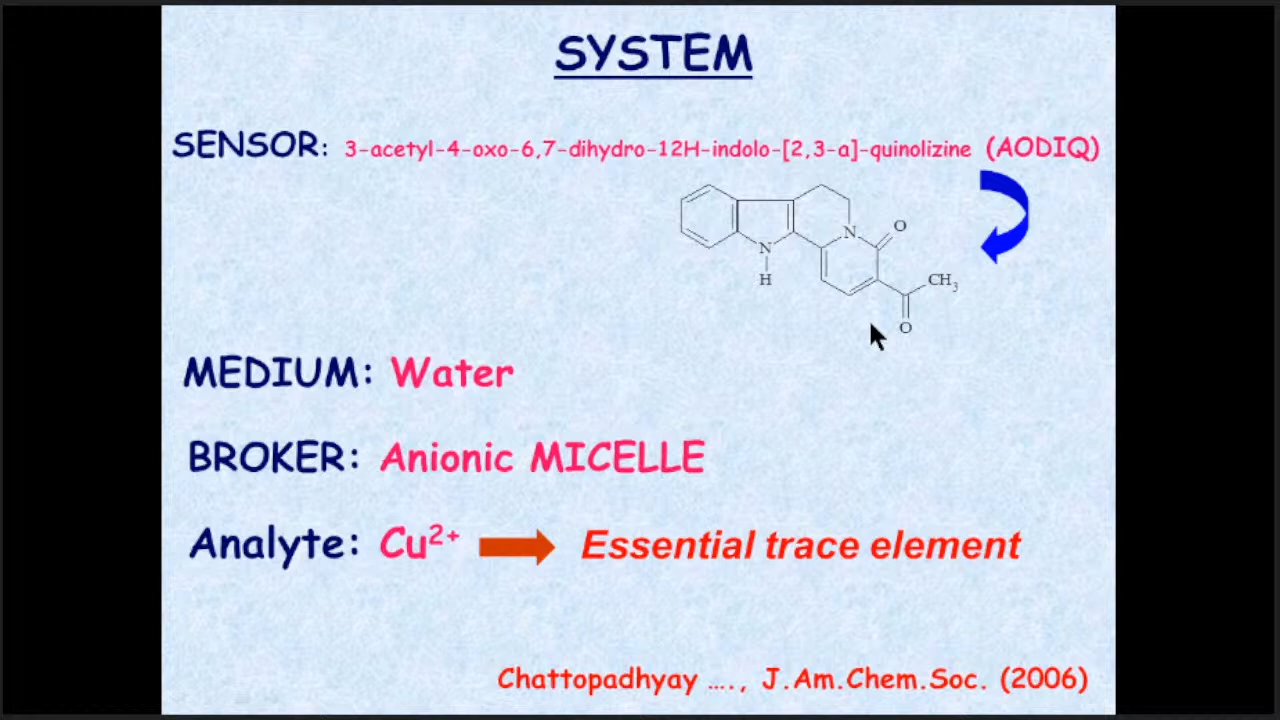 SYSTEM
SENSOR: 3-acetyl-4-oxo-6,7-dihydro-12H-indolo-[2,3-a]-quinolizine (AODIQ)
N
O
N
H
CH3
O
MEDIUM: Water
BROKER: Anionic MICELLE
Analyte: Cu²⁺ Essential trace element
Chattopadhyay …., J.Am.Chem.Soc. (2006)